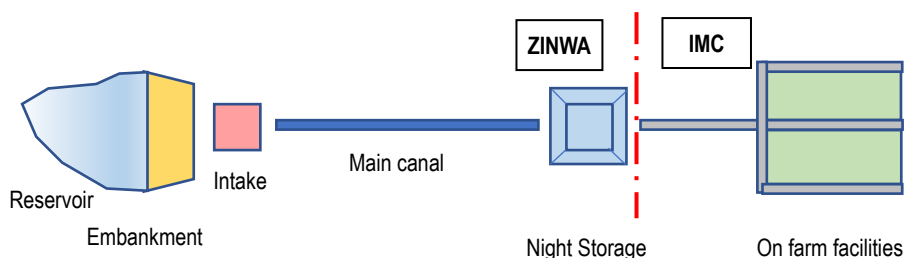 ZINWA
IMC
Main canal
Intake
Reservoir
Embankment
Night Storage
On farm facilities